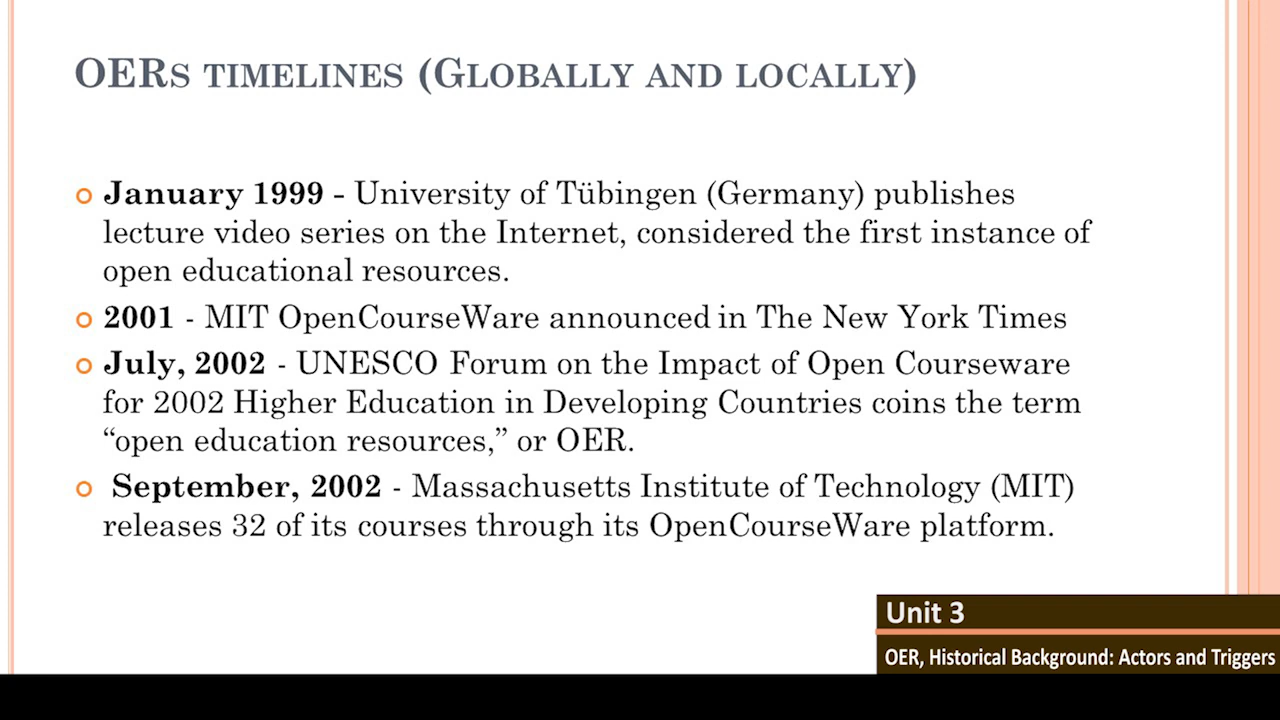 OERs timelines (Globally and locally)
January 1999 - University of Tübingen (Germany) publishes
lecture video series on the Internet, considered the first instance of
open educational resources.
2001 - MIT OpenCourseWare announced in The New York Times
July, 2002 - UNESCO Forum on the Impact of Open Courseware
for 2002 Higher Education in Developing Countries coins the term
“open education resources,” or OER.
September, 2002 - Massachusetts Institute of Technology (MIT)
releases 32 of its courses through its OpenCourseWare platform.
Unit 3
OER, Historical Background: Actors and Triggers